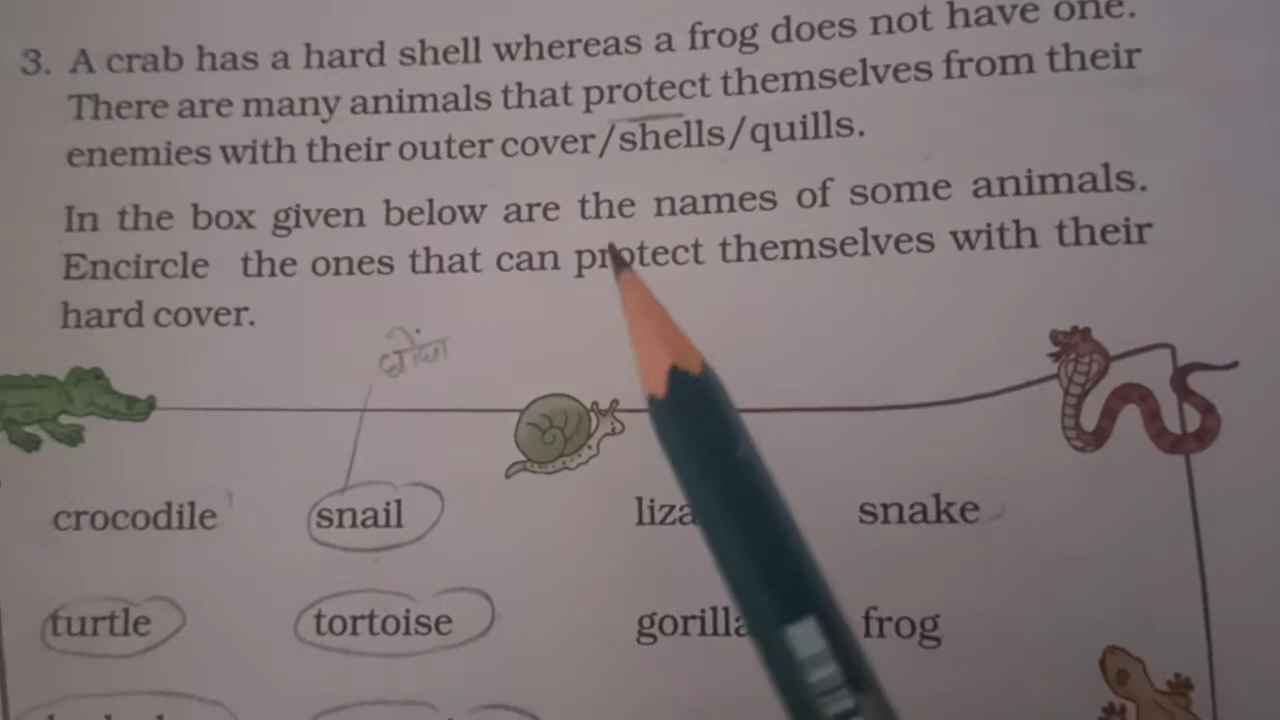 3. A crab has a hard shell whereas a frog does not have one.
There are many animals that protect themselves from their
enemies with their outer cover/shells/quills.
In the box given below are the names of some animals.
Encircle the ones that can protect themselves with their
hard cover.
घोंघा
crocodile snail snake
turtle tortoise frog